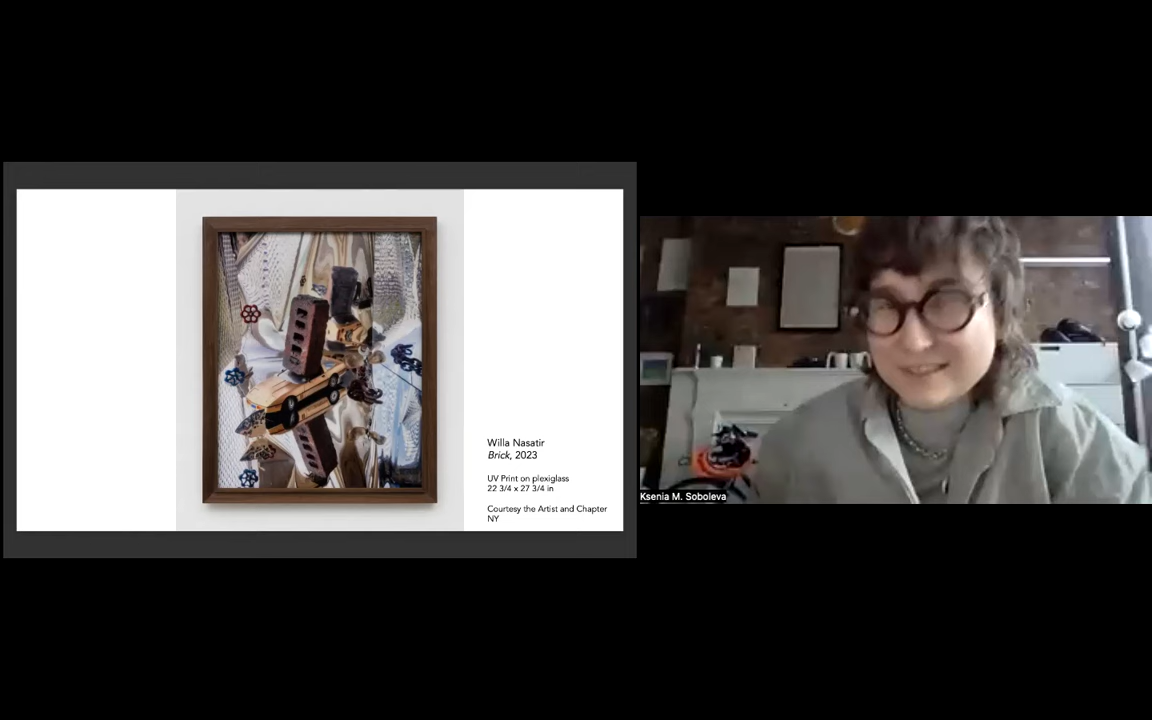 Willa Nasatir
Brick, 2023
UV Print on plexiglass
22 3/4 x 27 3/4 in
Courtesy the Artist and Chapter
NY
Ksenia M. Soboleva